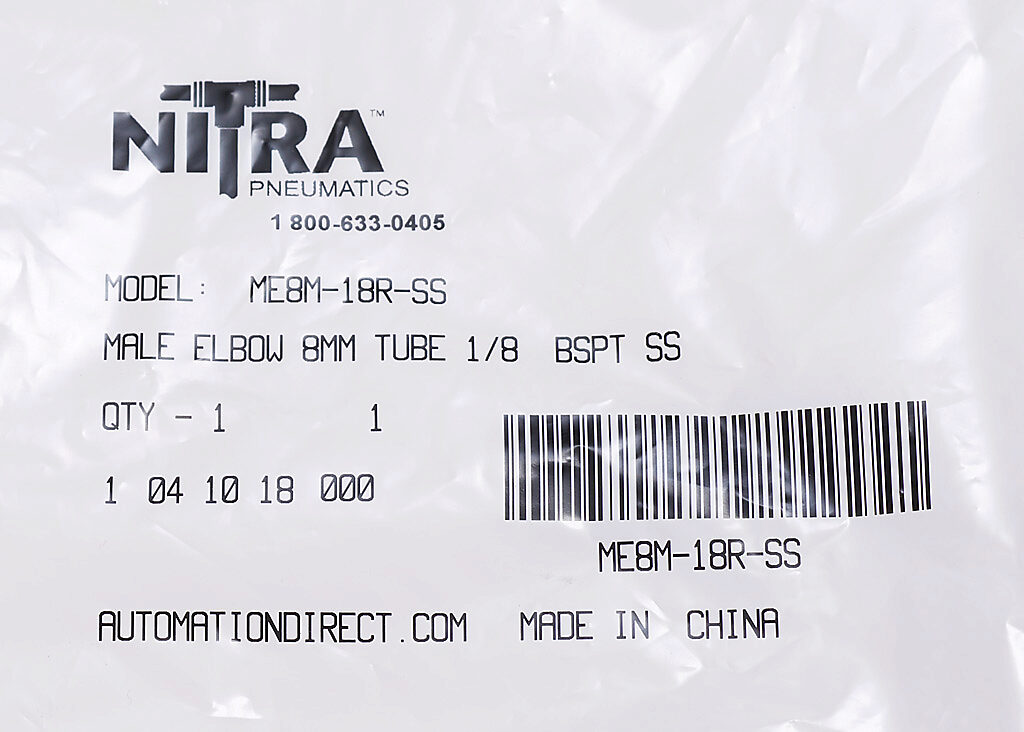 NITRA™
PNEUMATICS
1 800-633-0405
MODEL: ME8M-18R-SS
MALE ELBOW 8MM TUBE 1/8 BSPT SS
QTY - 1 1
1 04 10 18 000
ME8M-18R-SS
AUTOMATIONDIRECT.COM MADE IN CHINA